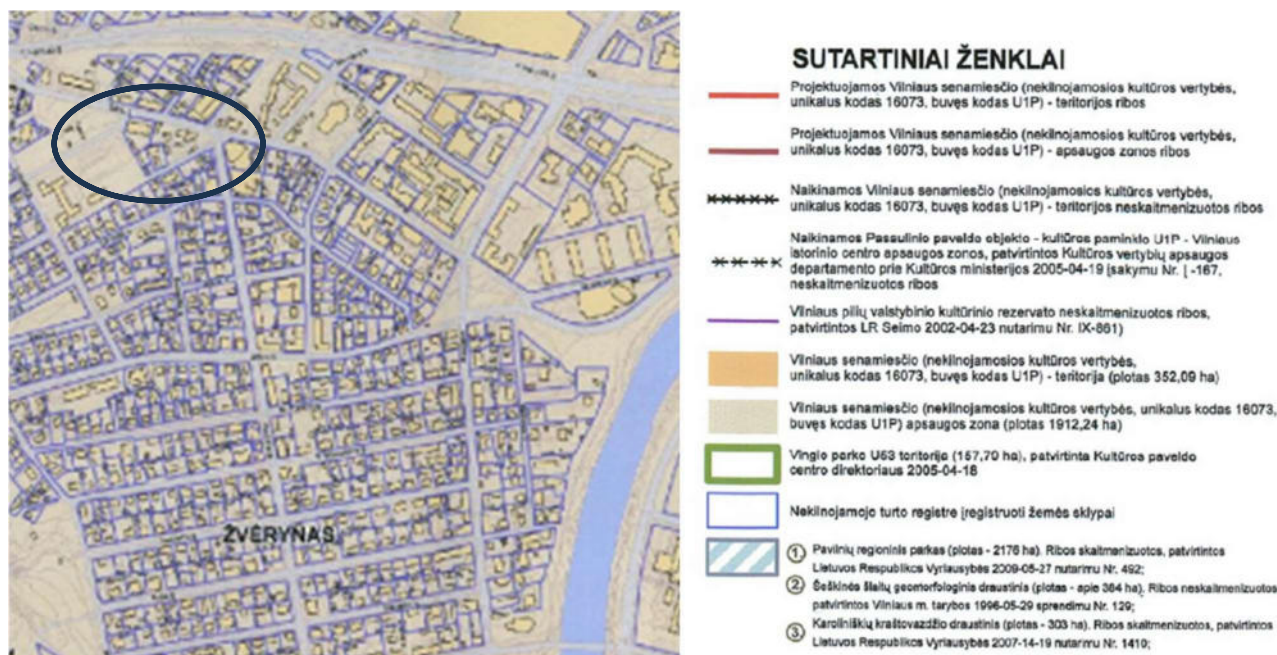 ŽVĖRYNAS
SUTARTINIAI ŽENKLAI
Projektuojamos Vilniaus senamiesčio (nekilnojamosios kultūros vertybės,
unikalus kodas 16073, buvęs kodas U1P) - teritorijos ribos
Projektuojamos Vilniaus senamiesčio (nekilnojamosios kultūros vertybės,
unikalus kodas 16073, buvęs kodas U1P) - apsaugos zonos ribos
Naikinamos Vilniaus senamiesčio (nekilnojamosios kultūros vertybės,
unikalus kodas 16073, buvęs kodas U1P) - teritorijos neskaitmenizuotos ribos
Naikinamos Pasaulinio paveldo objekto - kultūros paminklo U1P - Vilniaus
istorinio centro apsaugos zonos, patvirtintos Kultūros vertybių apsaugos
departamento prie Kultūros ministerijos 2005-04-19 įsakymu Nr. Į -167.
neskaitmenizuotos ribos
Vilniaus pilių valstybinio kultūrinio rezervato neskaitmenizuotos ribos,
patvirtintos LR Seimo 2002-04-23 nutarimu Nr. IX-861)
Vilniaus senamiesčio (nekilnojamosios kultūros vertybės,
unikalus kodas 16073, buvęs kodas U1P) - teritorija (plotas 352,09 ha)
Vilniaus senamiesčio (nekilnojamosios kultūros vertybės, unikalus kodas 16073,
buvęs kodas U1P) apsaugos zona (plotas 1912,24 ha)
Vingio parko U53 teritorija (157,70 ha), patvirtinta Kultūros paveldo
centro direktoriaus 2005-04-18
Nekilnojamojo turto registre įregistruoti žemės sklypai
1 Pavilnių regioninis parkas (plotas - 2176 ha). Ribos skaitmenizuotos, patvirtintos
Lietuvos Respublikos Vyriausybės 2009-05-27 nutarimu Nr. 492;
2 Šeškinės šlaitų geomorfologinis draustinis (plotas - apie 364 ha). Ribos neskaitmenizuotos
patvirtintos Vilniaus m. tarybos 1996-05-29 sprendimu Nr. 129;
3 Karoliniškių kraštovaizdžio draustinis (plotas - 303 ha). Ribos skaitmenizuotos, patvirtintos
Lietuvos Respublikos Vyriausybės 2007-14-19 nutarimu Nr. 1410;